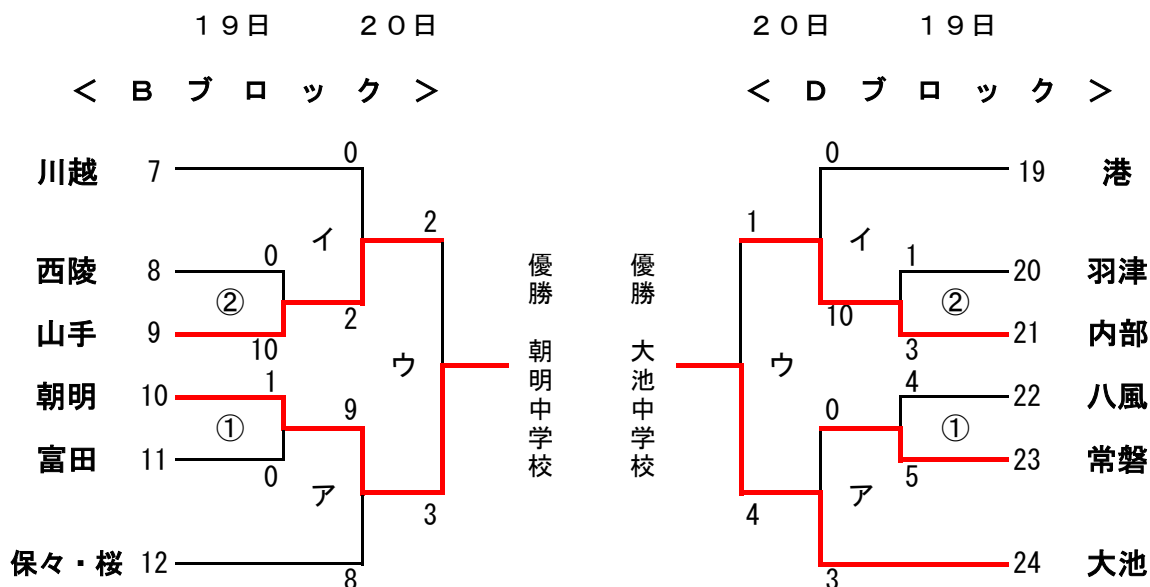 19日 20日 20日 19日
< B ブ ロ ッ ク > < D ブ ロ ッ ク >
0 0
川越 7 19 港
2 1
イ イ
西陵 8 0 1 20 羽津
② ②
山手 9 10 2 10 3 21 内部
優勝 朝明中学校
優勝 大池中学校
ウ ウ
朝明 10 1 9 0 4 22 八風
① ①
富田 11 0 5 23 常磐
ア ア
3 4
保々・桜 12 8 3 24 大池